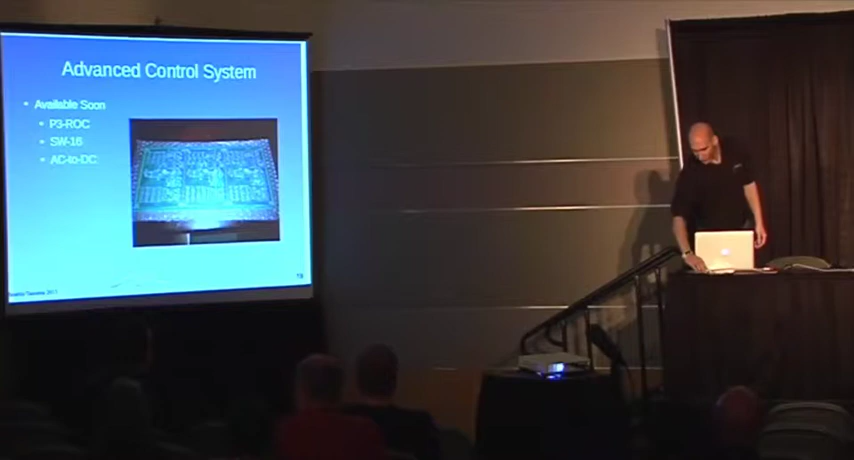 Advanced Control System
• Available Soon
• P3-ROC
• SW-16
• AC-to-DC